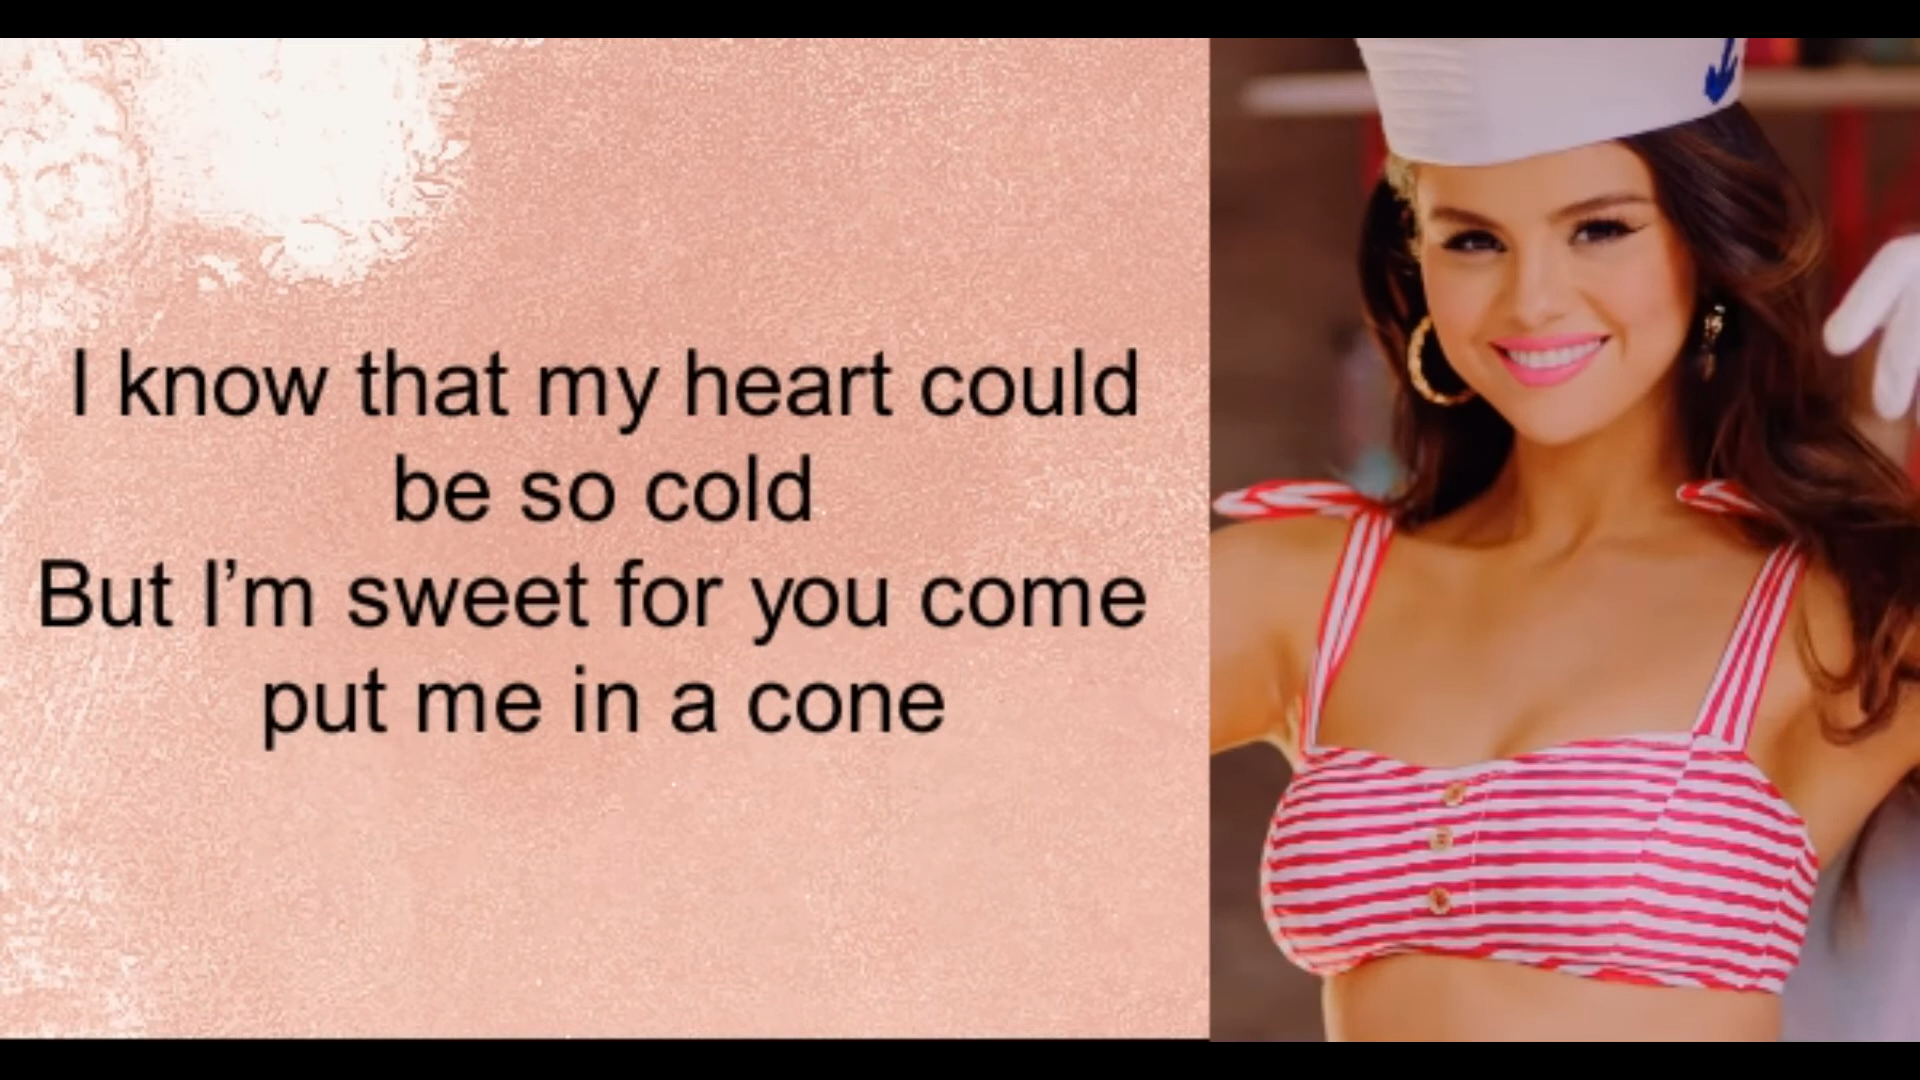 I know that my heart could
be so cold
But I’m sweet for you come
put me in a cone